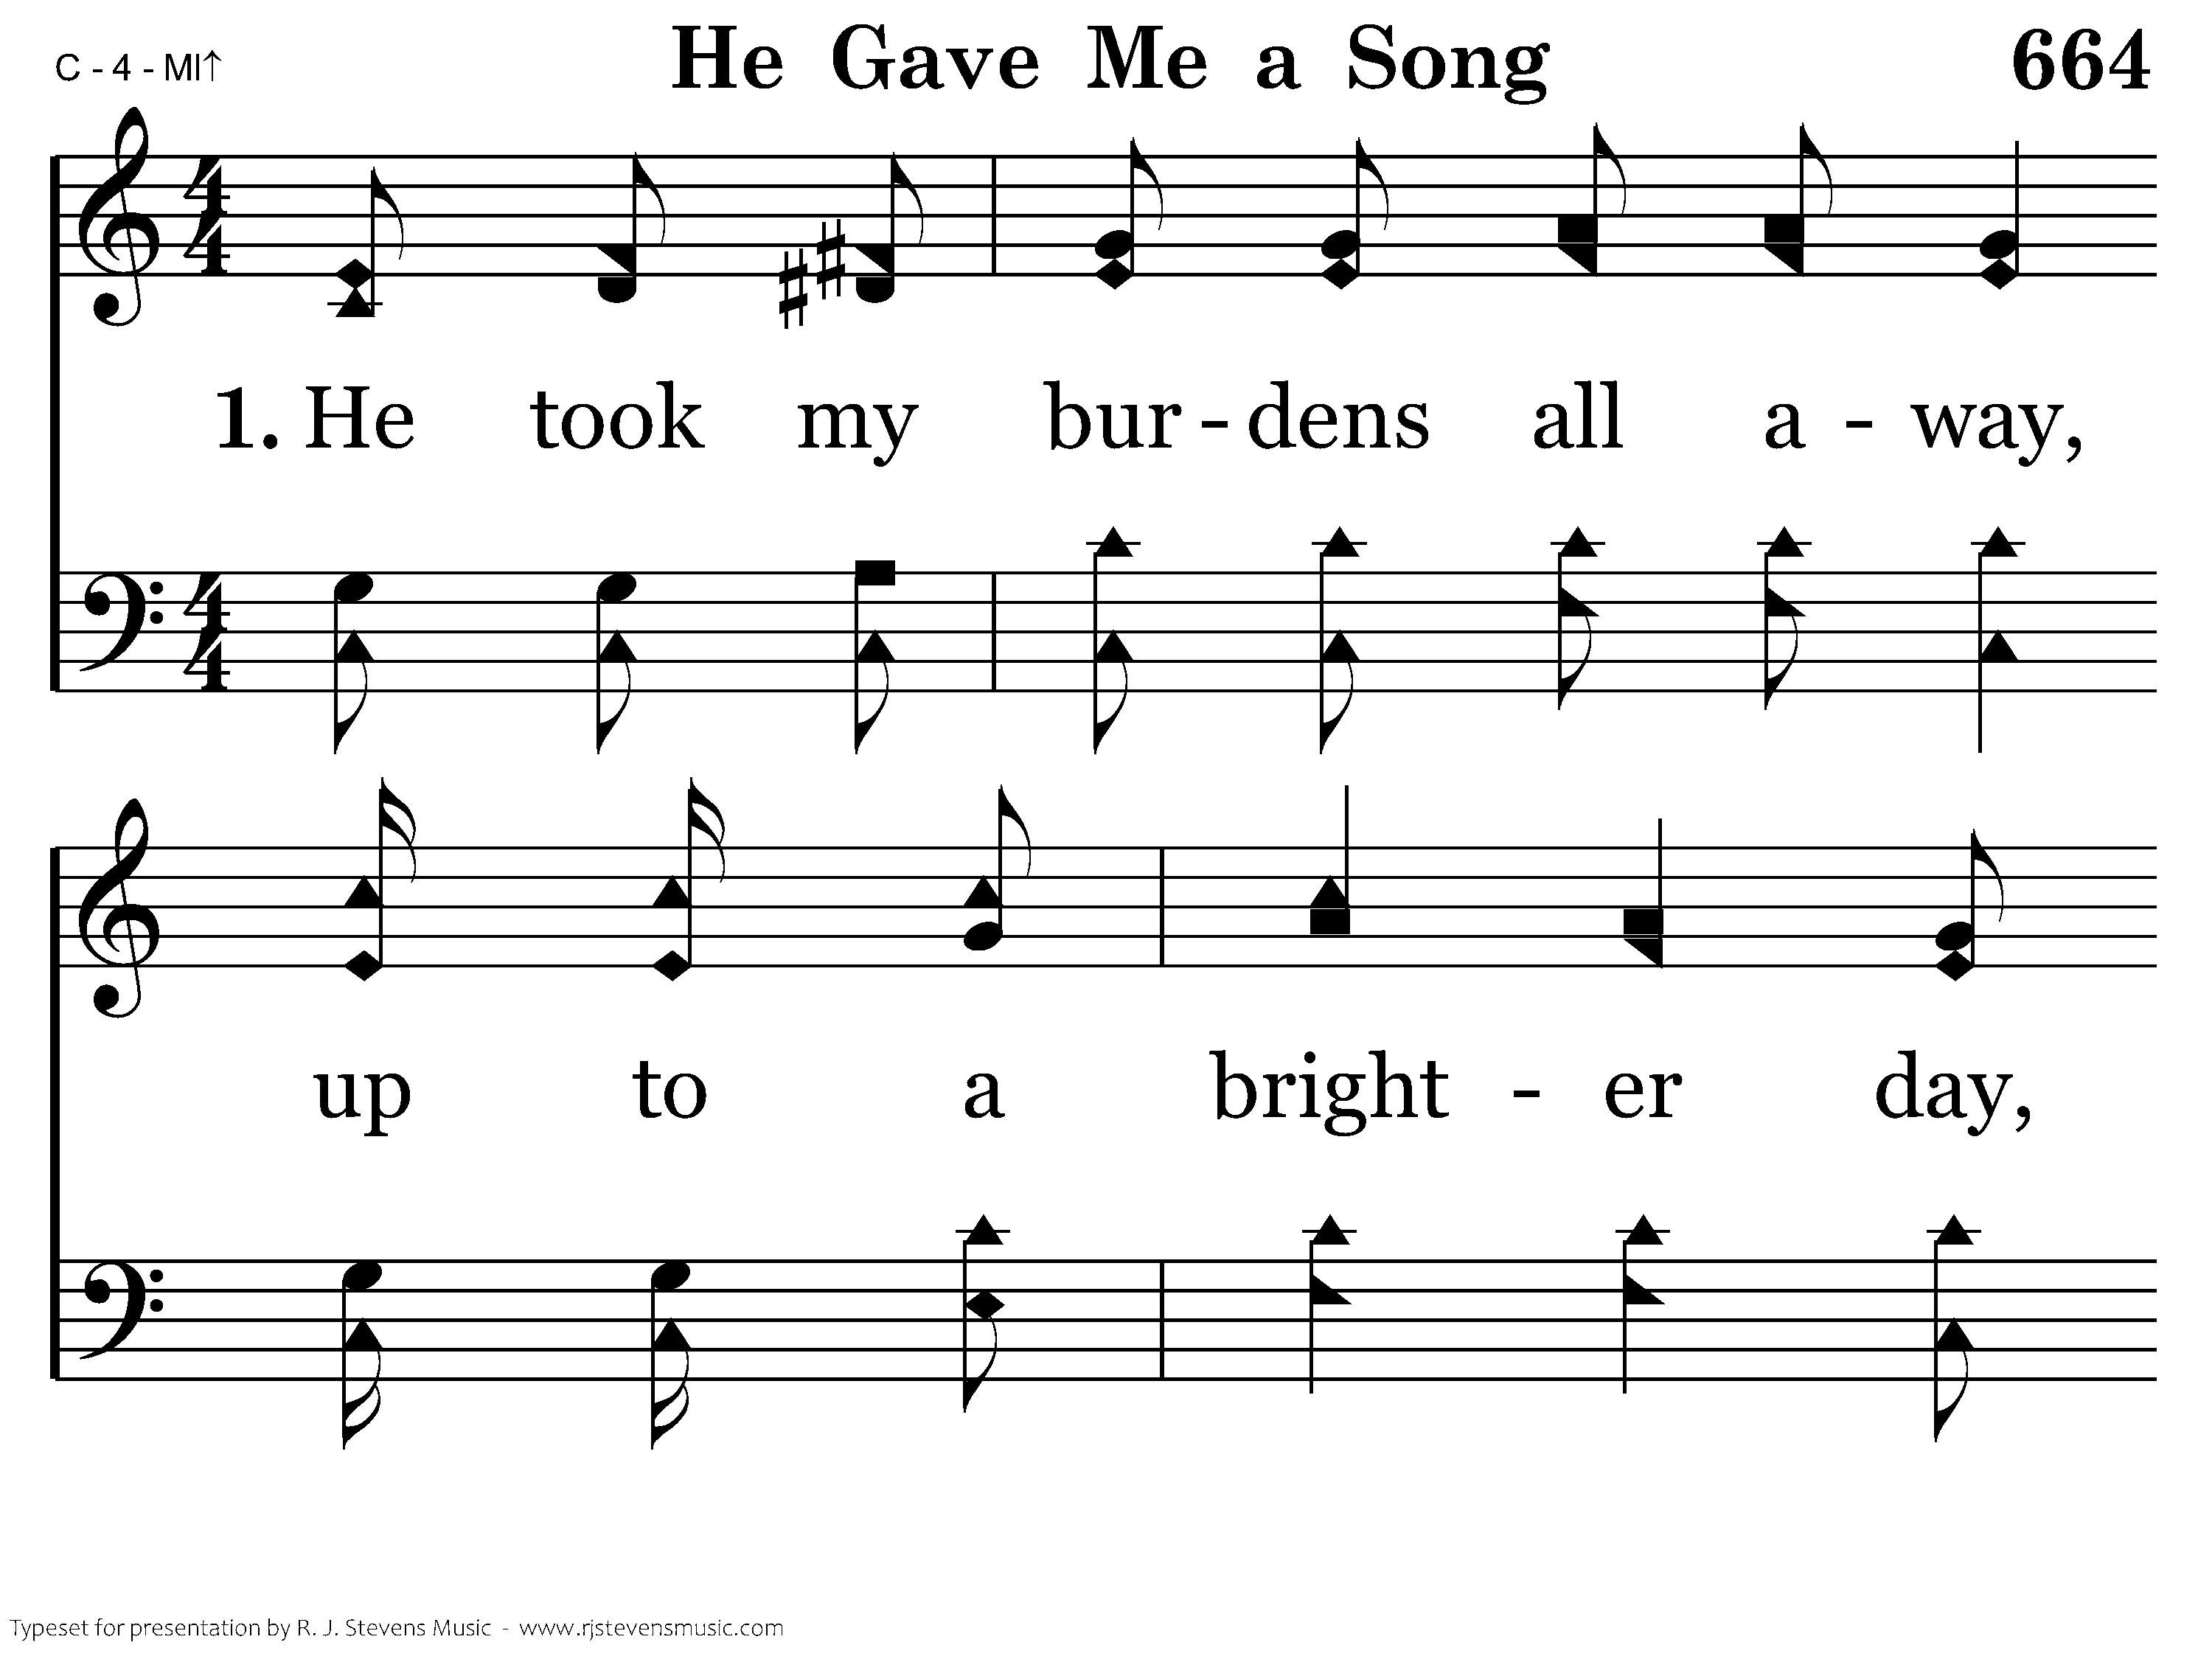 C - 4 - MI↑ He Gave Me a Song 664
1. He took my bur - dens all a - way,
up to a bright - er day,
Typeset for presentation by R. J. Stevens Music - www.rjstevensmusic.com